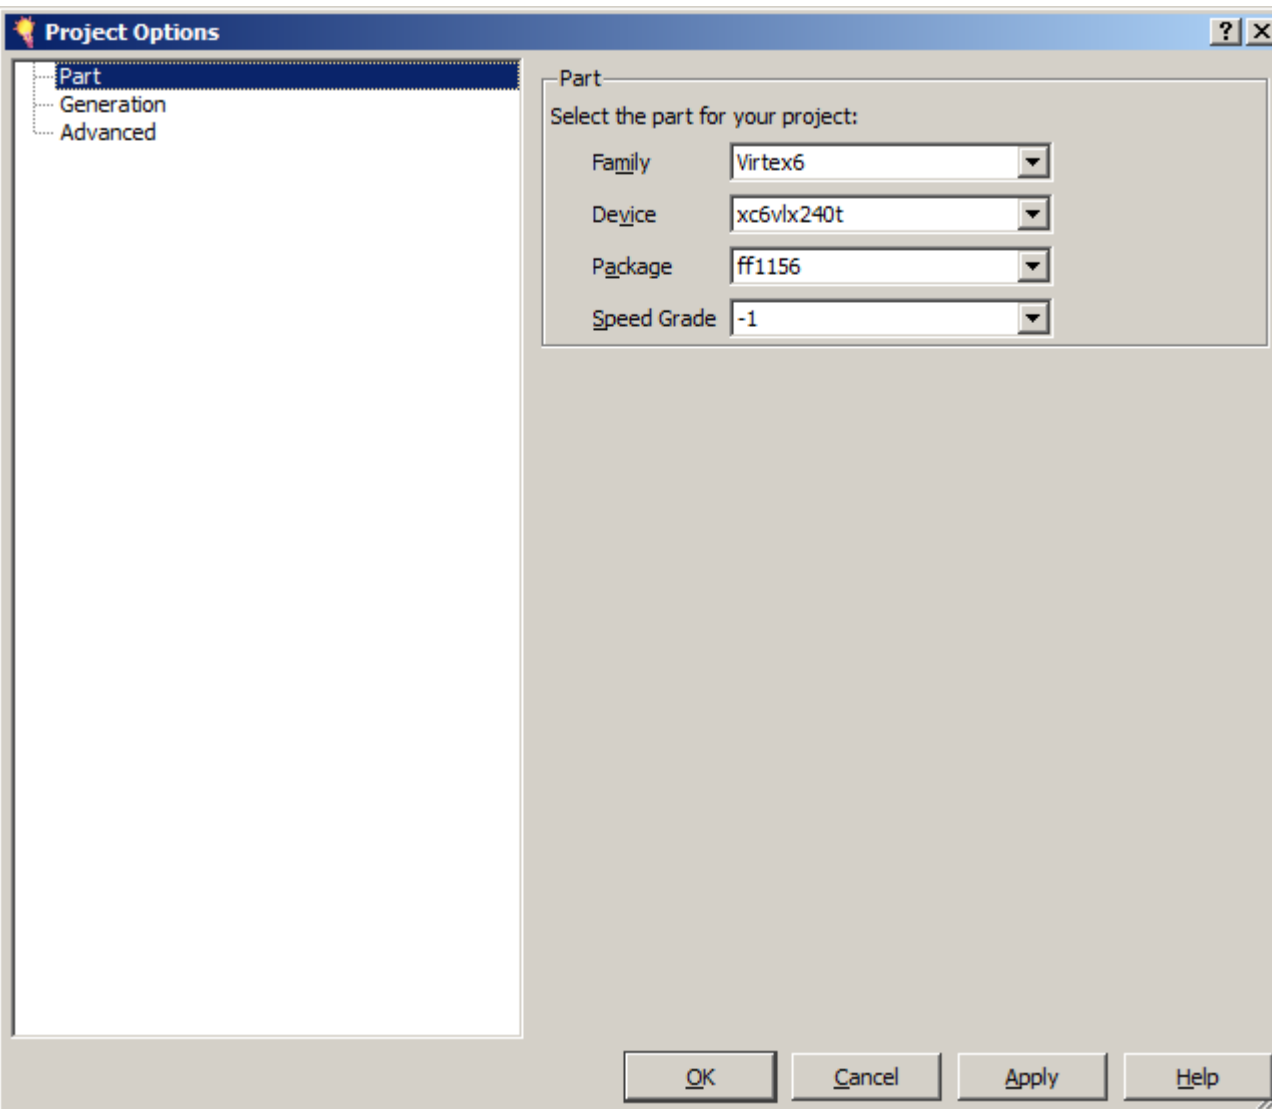 Project Options
Part
Generation
Advanced
Part
Select the part for your project:
Family Virtex6
Device xc6vlx240t
Package ff1156
Speed Grade -1
OK Cancel Apply Help